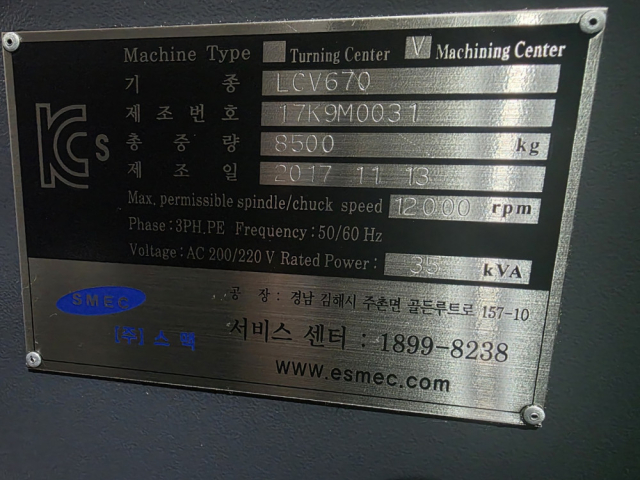 Machine Type Turning Center V Machining Center
기 종 LCV670
제조번호 17K9M0031
총중량 8500 kg
제조일 2017 11 13
Max. permissible spindle/chuck speed 12000 rpm
Phase : 3PH.PE Frequency : 50/60 Hz
Voltage : AC 200/220 V Rated Power : 35 kVA
KCs
SMEC 공 장 : 경남 김해시 주촌면 골든루트로 157-10
(주)스맥 서비스 센터 : 1899-8238
www.esmec.com